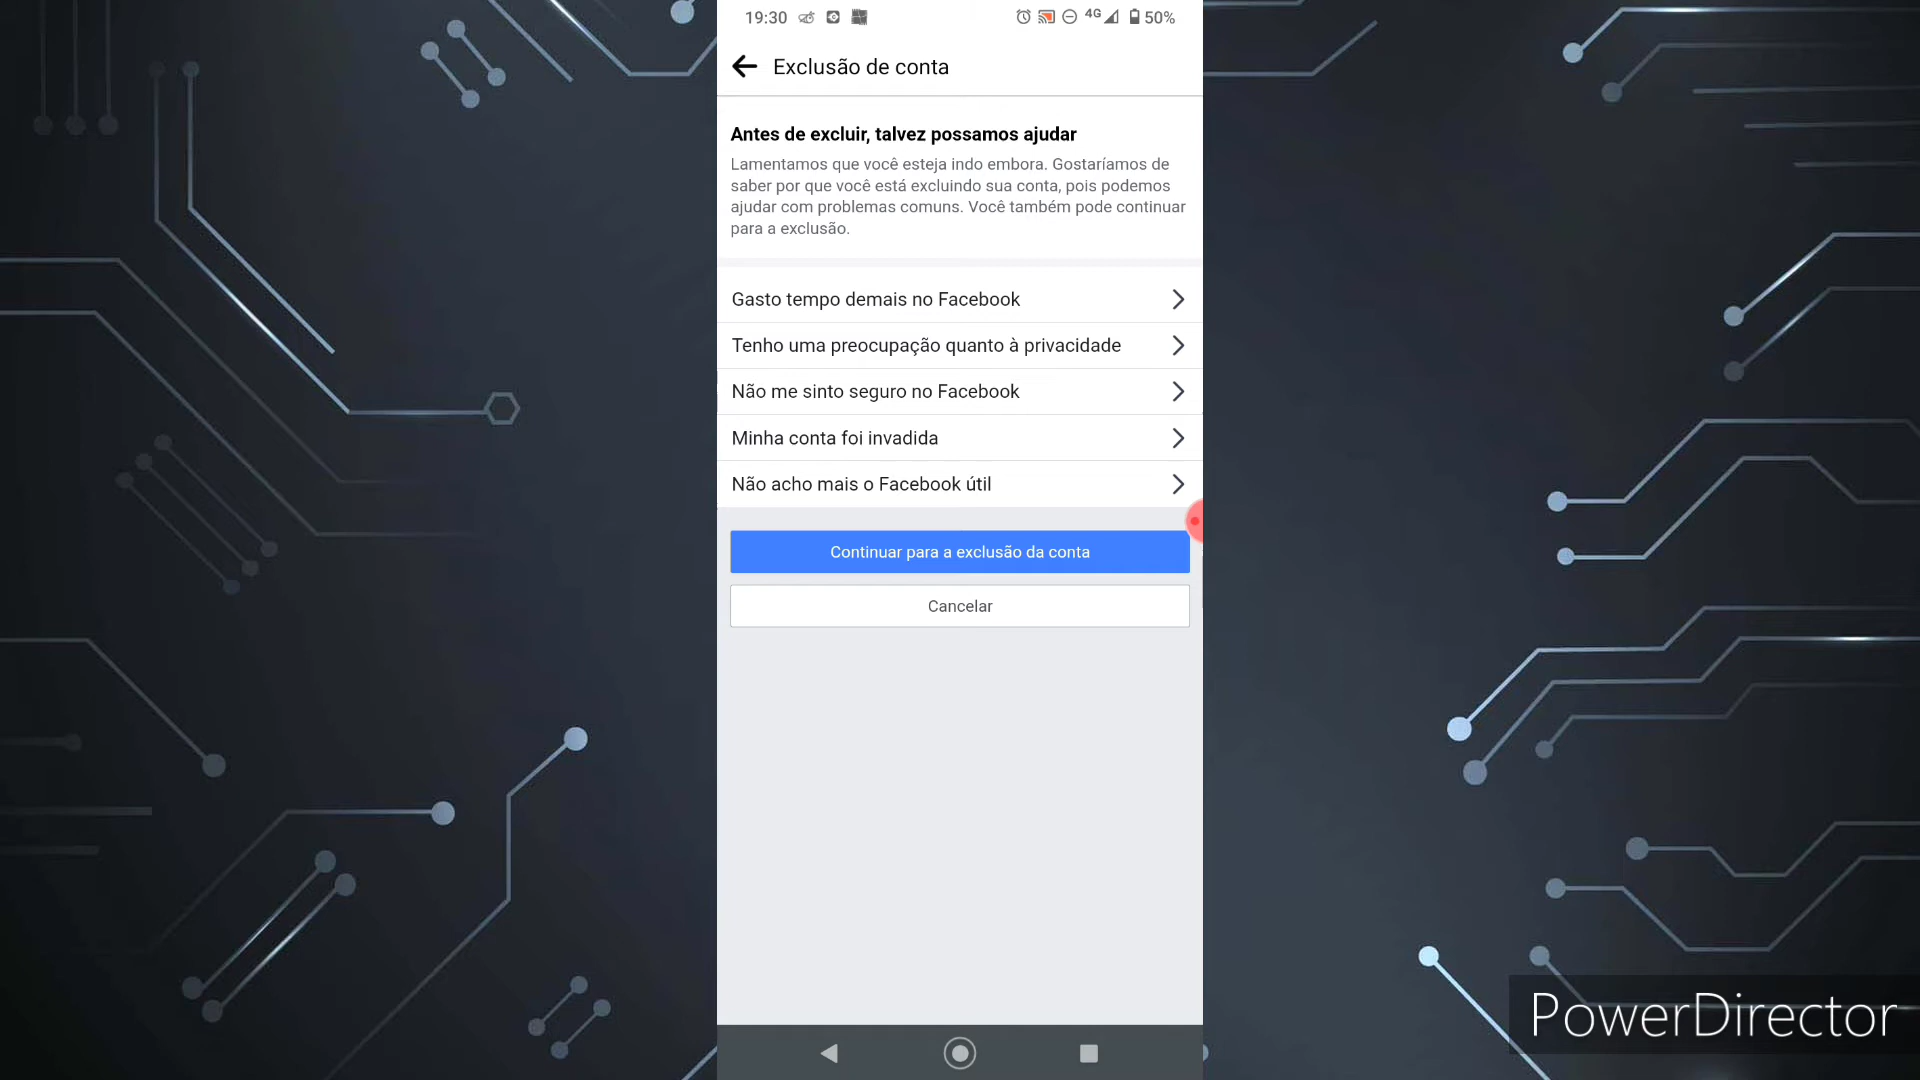 19:30
4G
50%
Exclusão de conta
Antes de excluir, talvez possamos ajudar
Lamentamos que você esteja indo embora. Gostaríamos de
saber por que você está excluindo sua conta, pois podemos
ajudar com problemas comuns. Você também pode continuar
para a exclusão.
Gasto tempo demais no Facebook
Tenho uma preocupação quanto à privacidade
Não me sinto seguro no Facebook
Minha conta foi invadida
Não acho mais o Facebook útil
Continuar para a exclusão da conta
Cancelar
PowerDirector